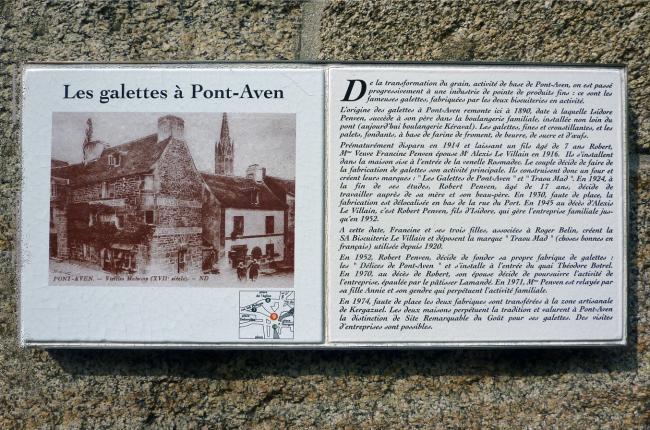 Les galettes à Pont-Aven
PONT-AVEN. - Vieilles Maisons (XVIIe siècle). - ND
De la transformation du grain, activité de base de Pont-Aven, on est passé
progressivement à une industrie de pointe de produits fins : ce sont les
fameuses galettes, fabriquées par les deux biscuiteries en activité.
L'origine des galettes à Pont-Aven remonte ici à 1890, date à laquelle Isidore
Penven, succède à son père dans la boulangerie familiale, installée non loin du
pont (aujourd'hui boulangerie Kéraval). Les galettes, fines et croustillantes, et les
palets, fondants, à base de farine de froment, de beurre, de sucre et d'œufs.
Prématurément disparu en 1914 et laissant un fils âgé de 7 ans Robert,
Mme Veuve Francine Penven épouse Mr Alexis Le Villain en 1916. Ils s'installent
dans la maison sise à l'entrée de la venelle Rosmadec. Le couple décide de faire de
la fabrication de galettes son activité principale. Ils construisent donc un four et
créent leurs marques : " Les Galettes de Pont-Aven " et " Traou Mad ". En 1924, à
la fin de ses études, Robert Penven, âgé de 17 ans, décide de
travailler auprès de sa mère et son beau-père. En 1930, faute de place, la
fabrication est délocalisée en bas de la rue du Port. En 1945 au décès d'Alexis
Le Villain, c'est Robert Penven, fils d'Isidore, qui gère l'entreprise familiale jus-
qu'en 1952.
A cette date, Francine et ses trois filles, associées à Roger Belin, créent la
SA Biscuiterie Le Villain et déposent la marque " Traou Mad " (choses bonnes en
français) utilisée depuis 1920.
En 1952, Robert Penven, décide de fonder sa propre fabrique de galettes :
les " Délices de Pont-Aven " et s'installe à l'entrée du quai Théodore Botrel.
En 1970, au décès de Robert, son épouse décide de poursuivre l'activité de
l'entreprise, épaulée par le pâtissier Lamandé. En 1971, Mme Penven est relayée par
sa fille Annie et son gendre qui perpétuent l'activité familiale.
En 1974, faute de place les deux fabriques sont transférées à la zone artisanale
de Kergazuel. Les deux maisons perpétuent la tradition et valurent à Pont-Aven
la distinction de Site Remarquable du Goût pour ses galettes. Des visites
d'entreprises sont possibles.